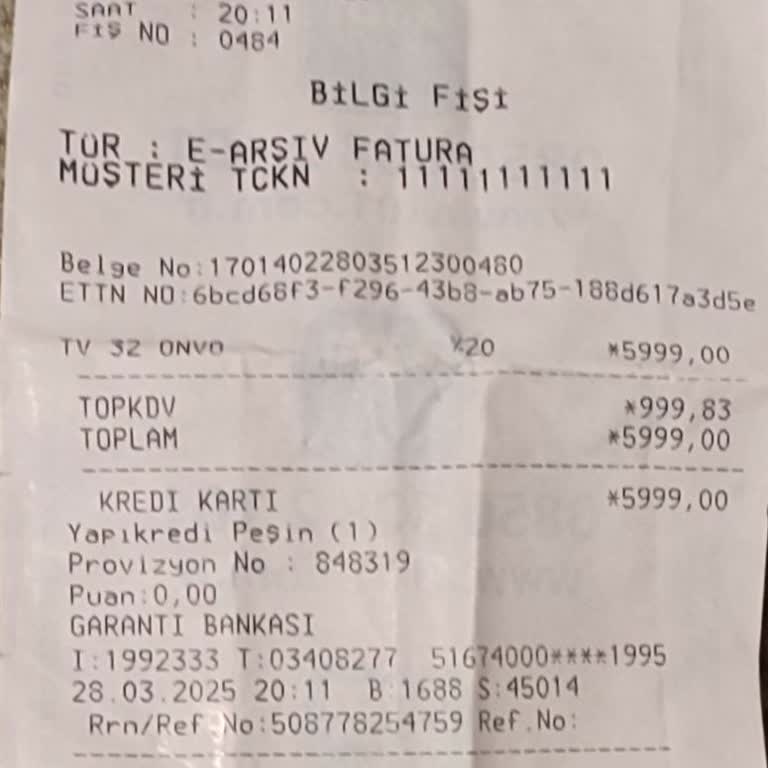 SAAT : 20:11
FİŞ NO : 0484
BİLGİ FİŞİ
TÜR : E-ARŞİV FATURA
MÜŞTERİ TCKN : 11111111111
Belge No:17014022803512300480
ETTN NO:6bcd68f3-f296-43b8-ab75-188d617a3d5e
TV 32 ONVO %20 *5999,00
TOPKDV *999,83
TOPLAM *5999,00
KREDI KARTI *5999,00
Yapıkredi Peşin (1)
Provizyon No : 848319
Puan:0,00
GARANTI BANKASI
I:1992333 T:03408277 51674000****1995
28.03.2025 20:11 B:1688 S:45014
Rrn/Ref.No:508778254759 Ref.No: